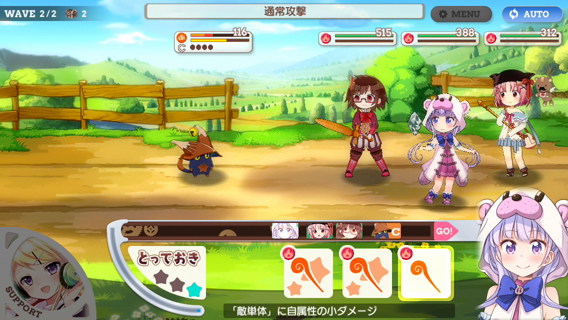 WAVE 2/2 2
通常攻撃
MENU
AUTO
116
C
515
388
312
C
GO!
とっておき
SUPPORT
「敵単体」に自属性の小ダメージ